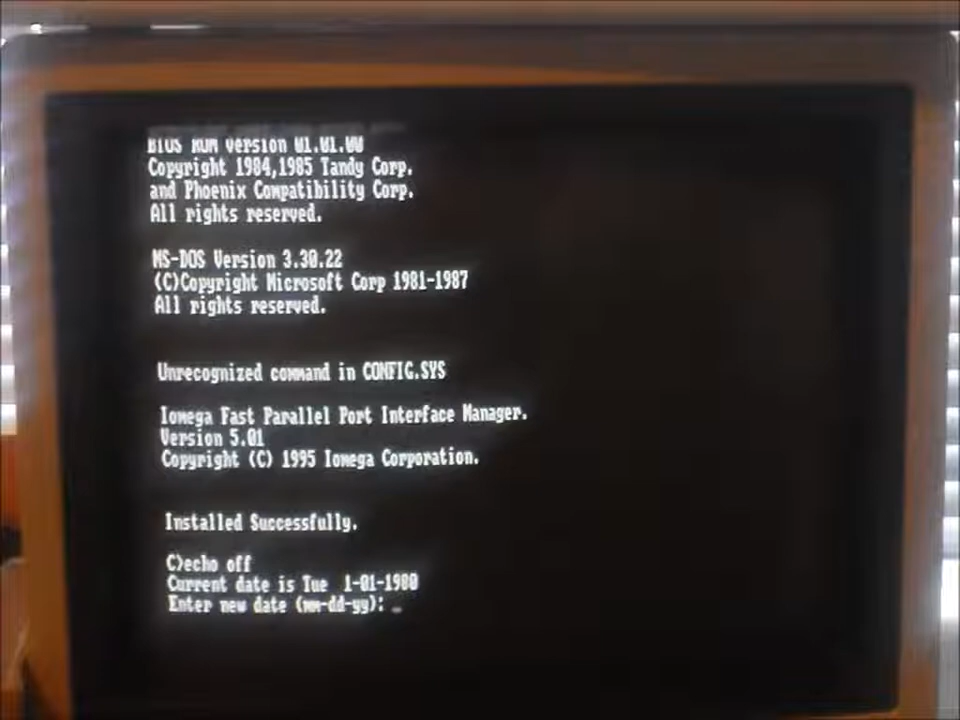 BIOS ROM version 01.01.00
Copyright 1984,1985 Tandy Corp.
and Phoenix Compatibility Corp.
All rights reserved.
MS-DOS Version 3.30.22
(C)Copyright Microsoft Corp 1981-1987
All rights reserved.
Unrecognized command in CONFIG.SYS
Iomega Fast Parallel Port Interface Manager.
Version 5.01
Copyright (C) 1995 Iomega Corporation.
Installed Successfully.
C>echo off
Current date is Tue  1-01-1980
Enter new date (mm-dd-yy): _